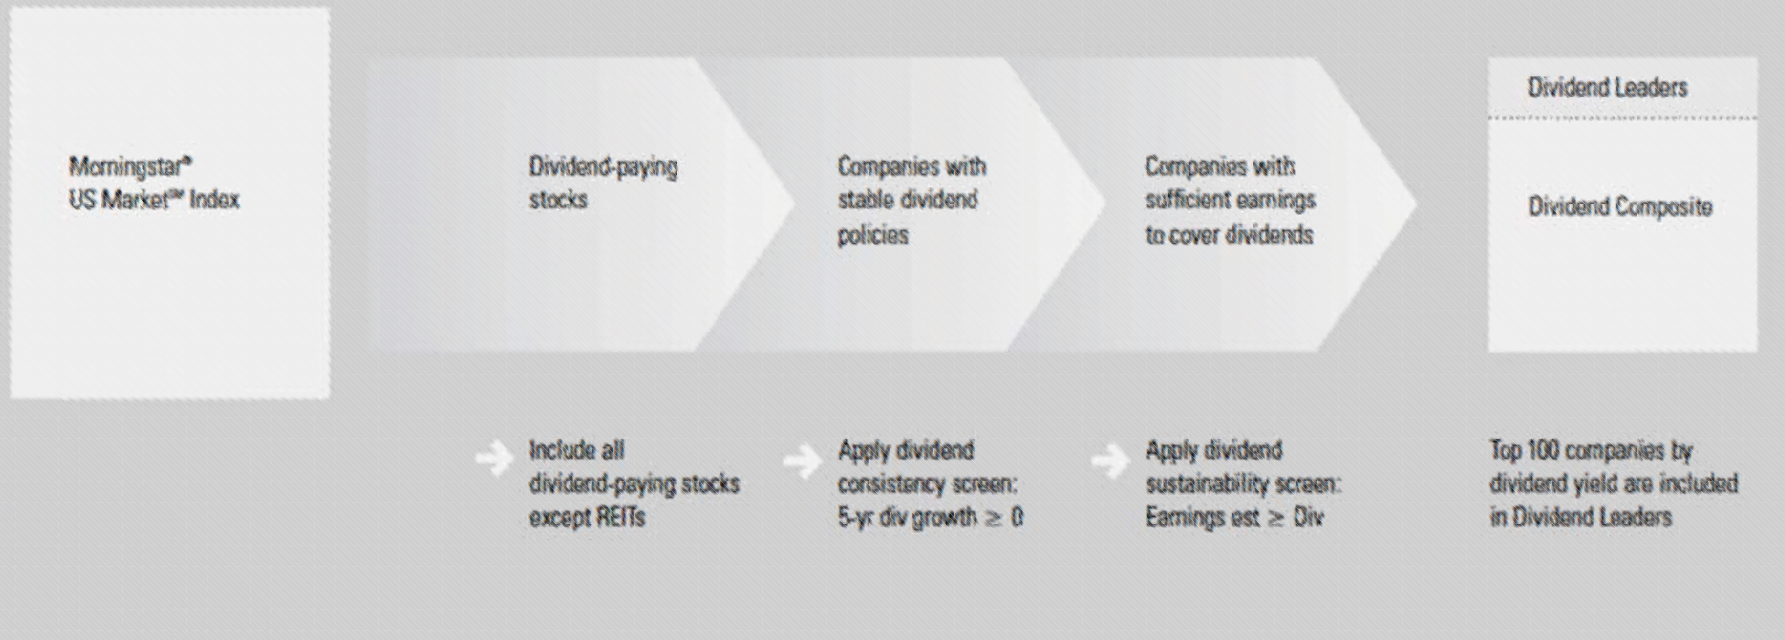 Morningstar®
US Market℠ Index
Dividend-paying
stocks
Companies with
stable dividend
policies
Companies with
sufficient earnings
to cover dividends
Dividend Leaders
Dividend Composite
Include all
dividend-paying stocks
except REITs
Apply dividend
consistency screen:
5-yr div growth ≥ 0
Apply dividend
sustainability screen:
Earnings est ≥ Div
Top 100 companies by
dividend yield are included
in Dividend Leaders